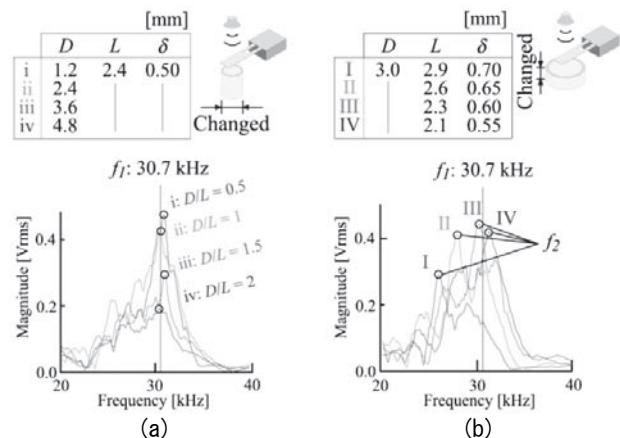 [mm]
D L δ
i 1.2 2.4 0.50
ii 2.4
iii 3.6
iv 4.8
Changed
f1: 30.7 kHz
i: D/L = 0.5
ii: D/L = 1
iii: D/L = 1.5
iv: D/L = 2
Magnitude [Vrms]
0.4
0.2
0.0
20 30 40
Frequency [kHz]
(a)
[mm]
D L δ
I 3.0 2.9 0.70
II 2.6 0.65
III 2.3 0.60
IV 2.1 0.55
Changed
f1: 30.7 kHz
III
IV
II
I
f2
Magnitude [Vrms]
0.4
0.2
0.0
20 30 40
Frequency [kHz]
(b)